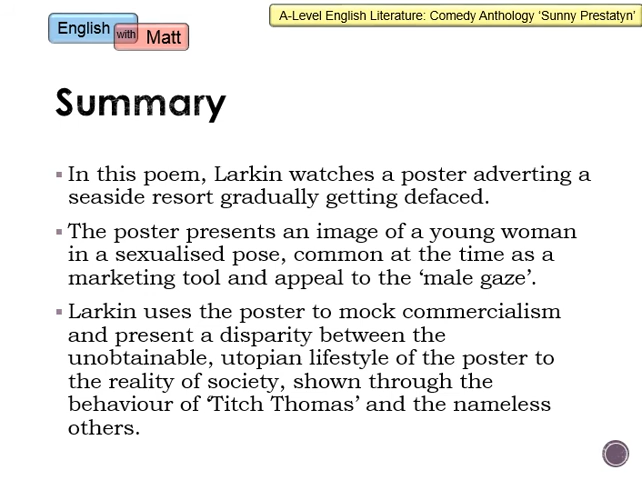 English with Matt
A-Level English Literature: Comedy Anthology 'Sunny Prestatyn'
Summary
▪ In this poem, Larkin watches a poster adverting a
seaside resort gradually getting defaced.
▪ The poster presents an image of a young woman
in a sexualised pose, common at the time as a
marketing tool and appeal to the 'male gaze'.
▪ Larkin uses the poster to mock commercialism
and present a disparity between the
unobtainable, utopian lifestyle of the poster to
the reality of society, shown through the
behaviour of 'Titch Thomas' and the nameless
others.